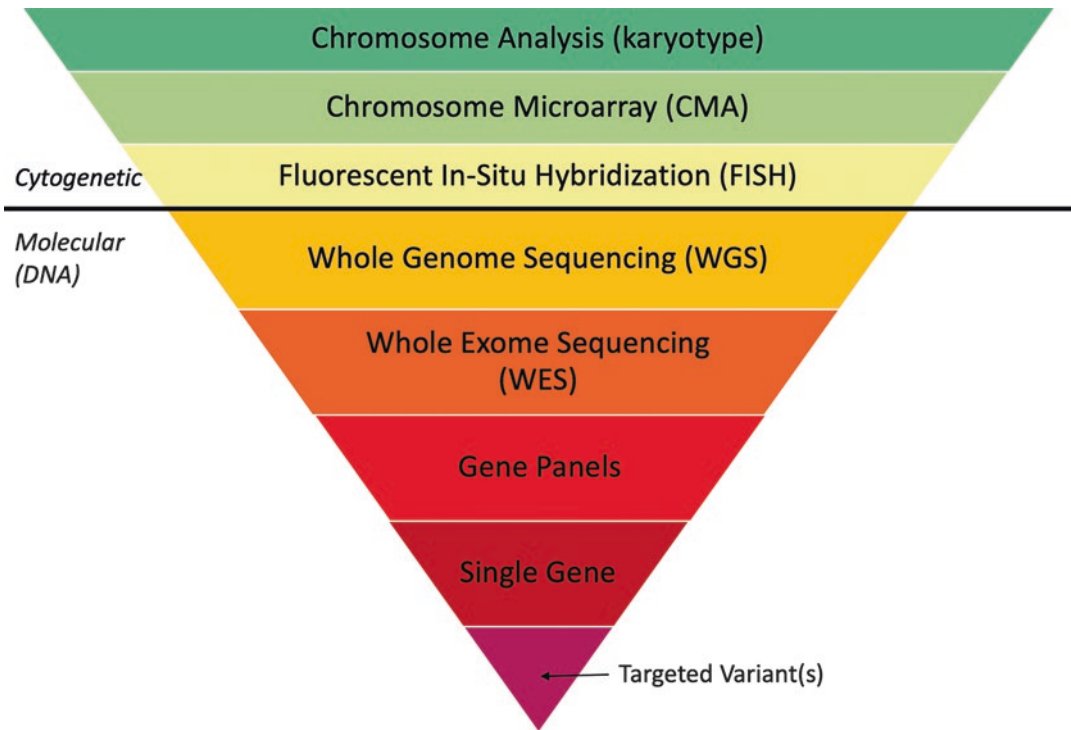 Chromosome Analysis (karyotype)
Chromosome Microarray (CMA)
Cytogenetic
Fluorescent In-Situ Hybridization (FISH)
Molecular
(DNA)
Whole Genome Sequencing (WGS)
Whole Exome Sequencing
(WES)
Gene Panels
Single Gene
Targeted Variant(s)